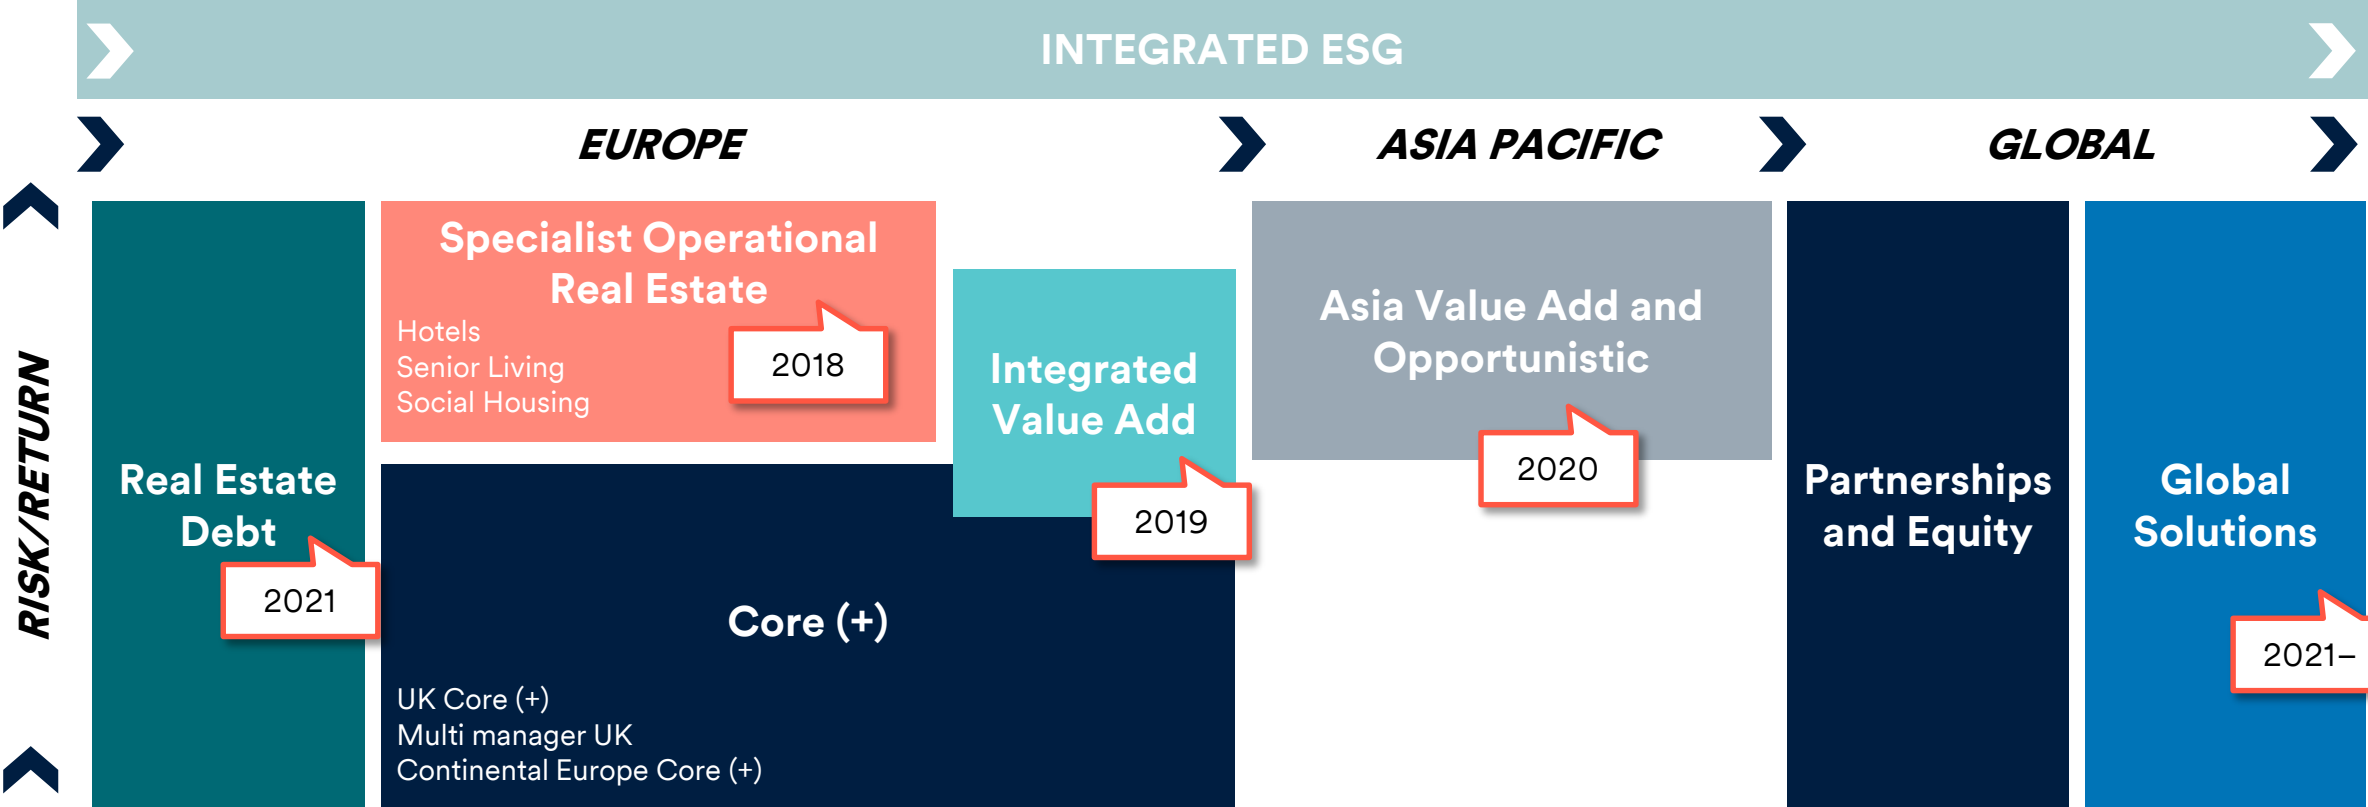 INTEGRATED ESG
EUROPE
ASIA PACIFIC
GLOBAL
RISK/RETURN
Real Estate
Debt
2021
Specialist Operational
Real Estate
Hotels
Senior Living
Social Housing
2018
Integrated
Value Add
2019
Core (+)
UK Core (+)
Multi manager UK
Continental Europe Core (+)
Asia Value Add and
Opportunistic
2020
Partnerships
and Equity
Global
Solutions
2021–